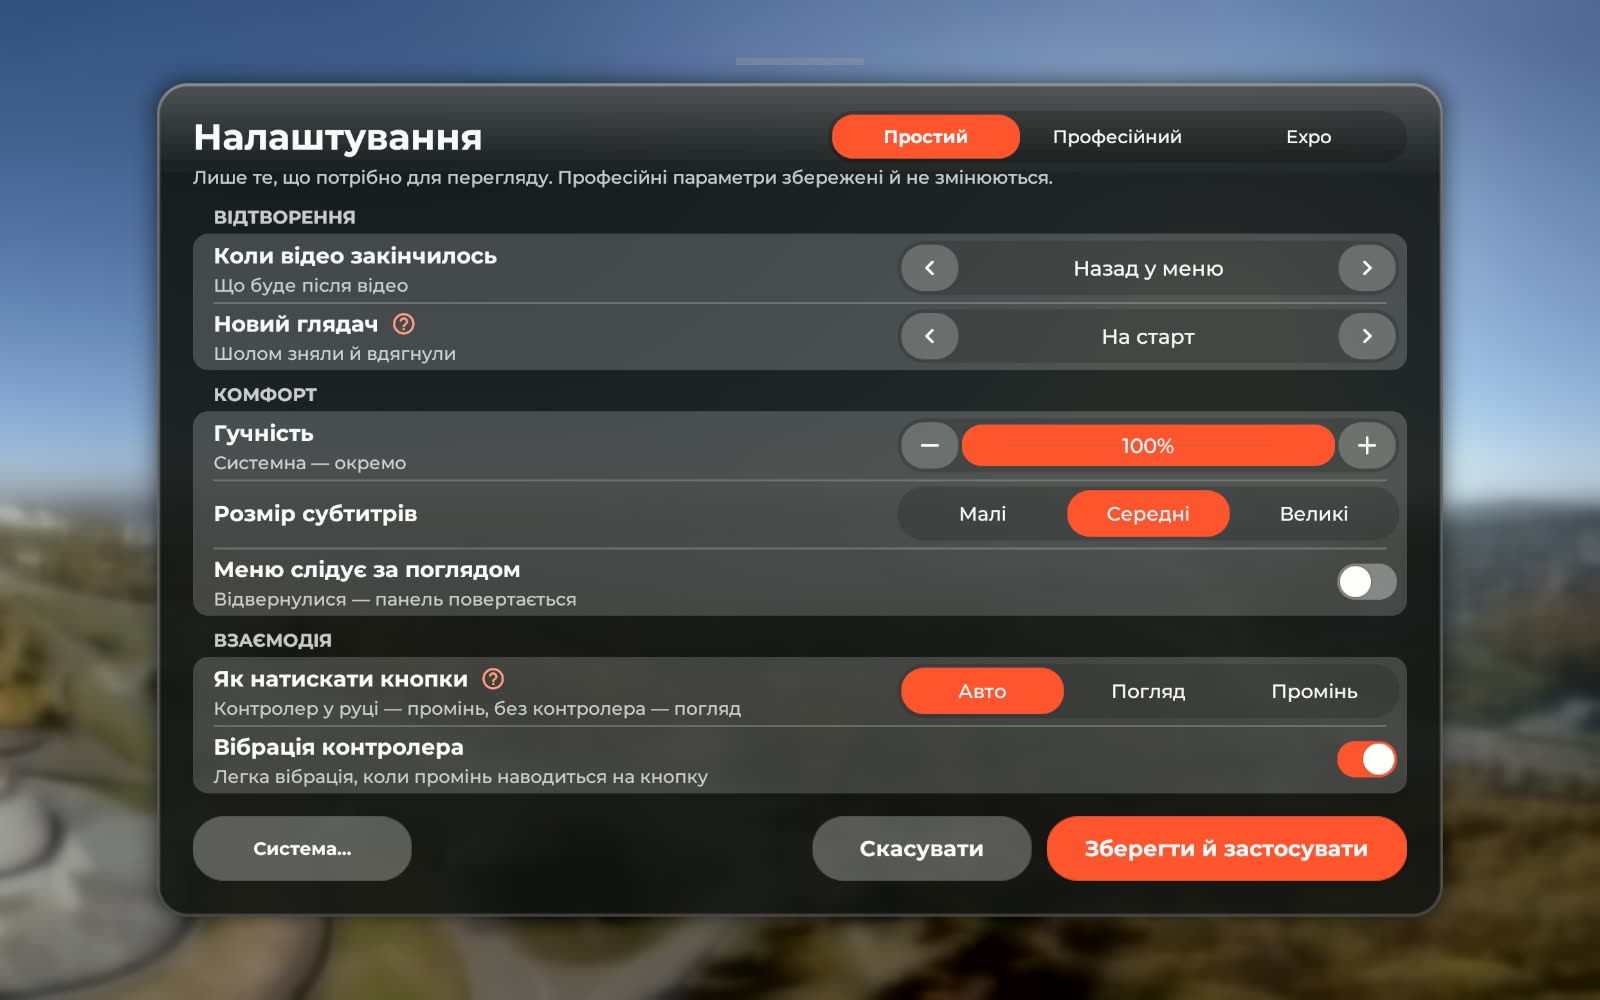 Налаштування
Простий
Професійний
Expo
Лише те, що потрібно для перегляду. Професійні параметри збережені й не змінюються.
ВІДТВОРЕННЯ
Коли відео закінчилось
Що буде після відео
Назад у меню
Новий глядач ?
Шолом зняли й вдягнули
На старт
КОМФОРТ
Гучність
Системна — окремо
100%
Розмір субтитрів
Малі
Середні
Великі
Меню слідує за поглядом
Відвернулися — панель повертається
ВЗАЄМОДІЯ
Як натискати кнопки ?
Контролер у руці — промінь, без контролера — погляд
Авто
Погляд
Промінь
Вібрація контролера
Легка вібрація, коли промінь наводиться на кнопку
Система...
Скасувати
Зберегти й застосувати